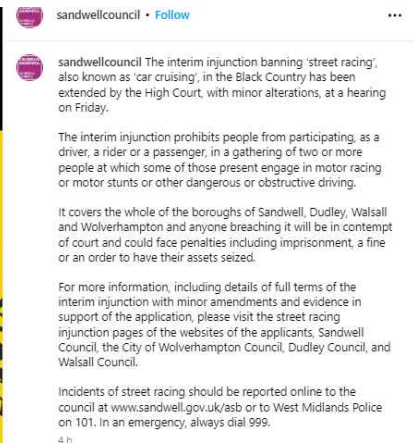 sandwellcouncil • Follow
sandwellcouncil The interim injunction banning 'street racing',
also known as 'car cruising', in the Black Country has been
extended by the High Court, with minor alterations, at a hearing
on Friday.
The interim injunction prohibits people from participating, as a
driver, a rider or a passenger, in a gathering of two or more
people at which some of those present engage in motor racing
or motor stunts or other dangerous or obstructive driving.
It covers the whole of the boroughs of Sandwell, Dudley, Walsall
and Wolverhampton and anyone breaching it will be in contempt
of court and could face penalties including imprisonment, a fine
or an order to have their assets seized.
For more information, including details of full terms of the
interim injunction with minor amendments and evidence in
support of the application, please visit the street racing
injunction pages of the websites of the applicants, Sandwell
Council, the City of Wolverhampton Council, Dudley Council, and
Walsall Council.
Incidents of street racing should be reported online to the
council at www.sandwell.gov.uk/asb or to West Midlands Police
on 101. In an emergency, always dial 999.
4 h